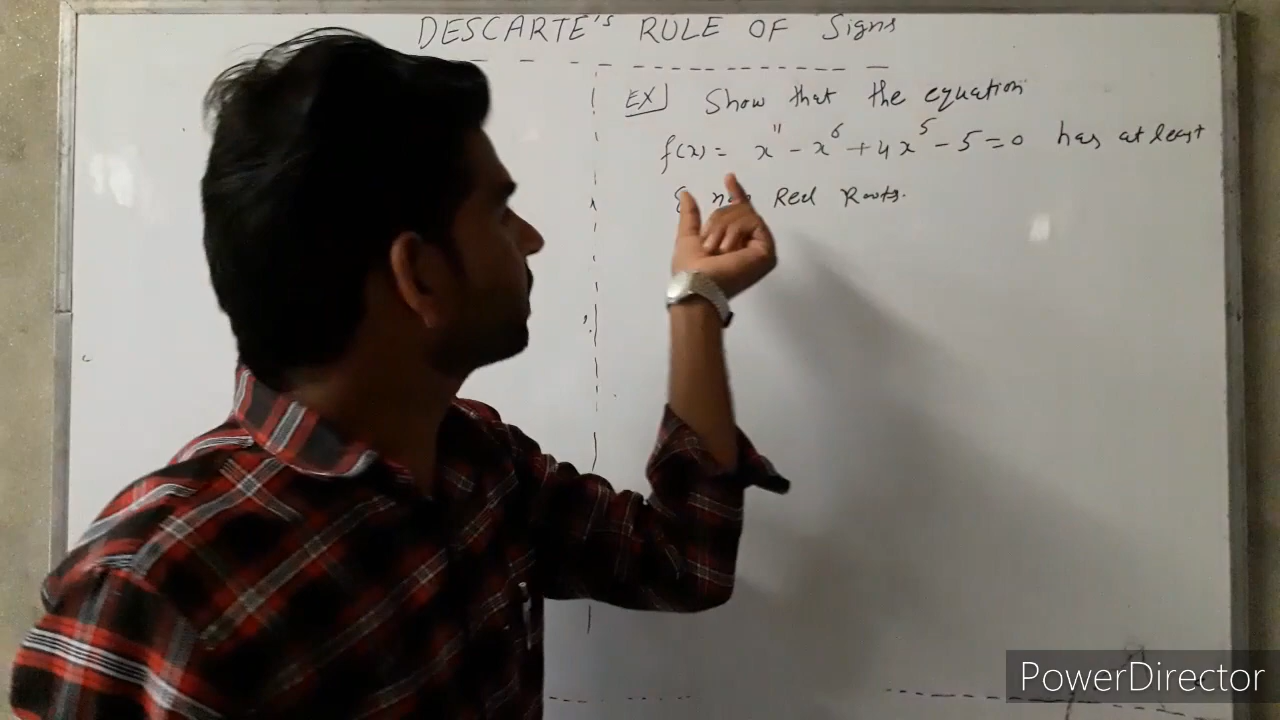 DESCARTE's RULE OF Signs
EX] Show that the equation
f(x) = x¹¹ - x⁶ + 4x⁵ - 5 = 0 has at least
Real Roots.
PowerDirector